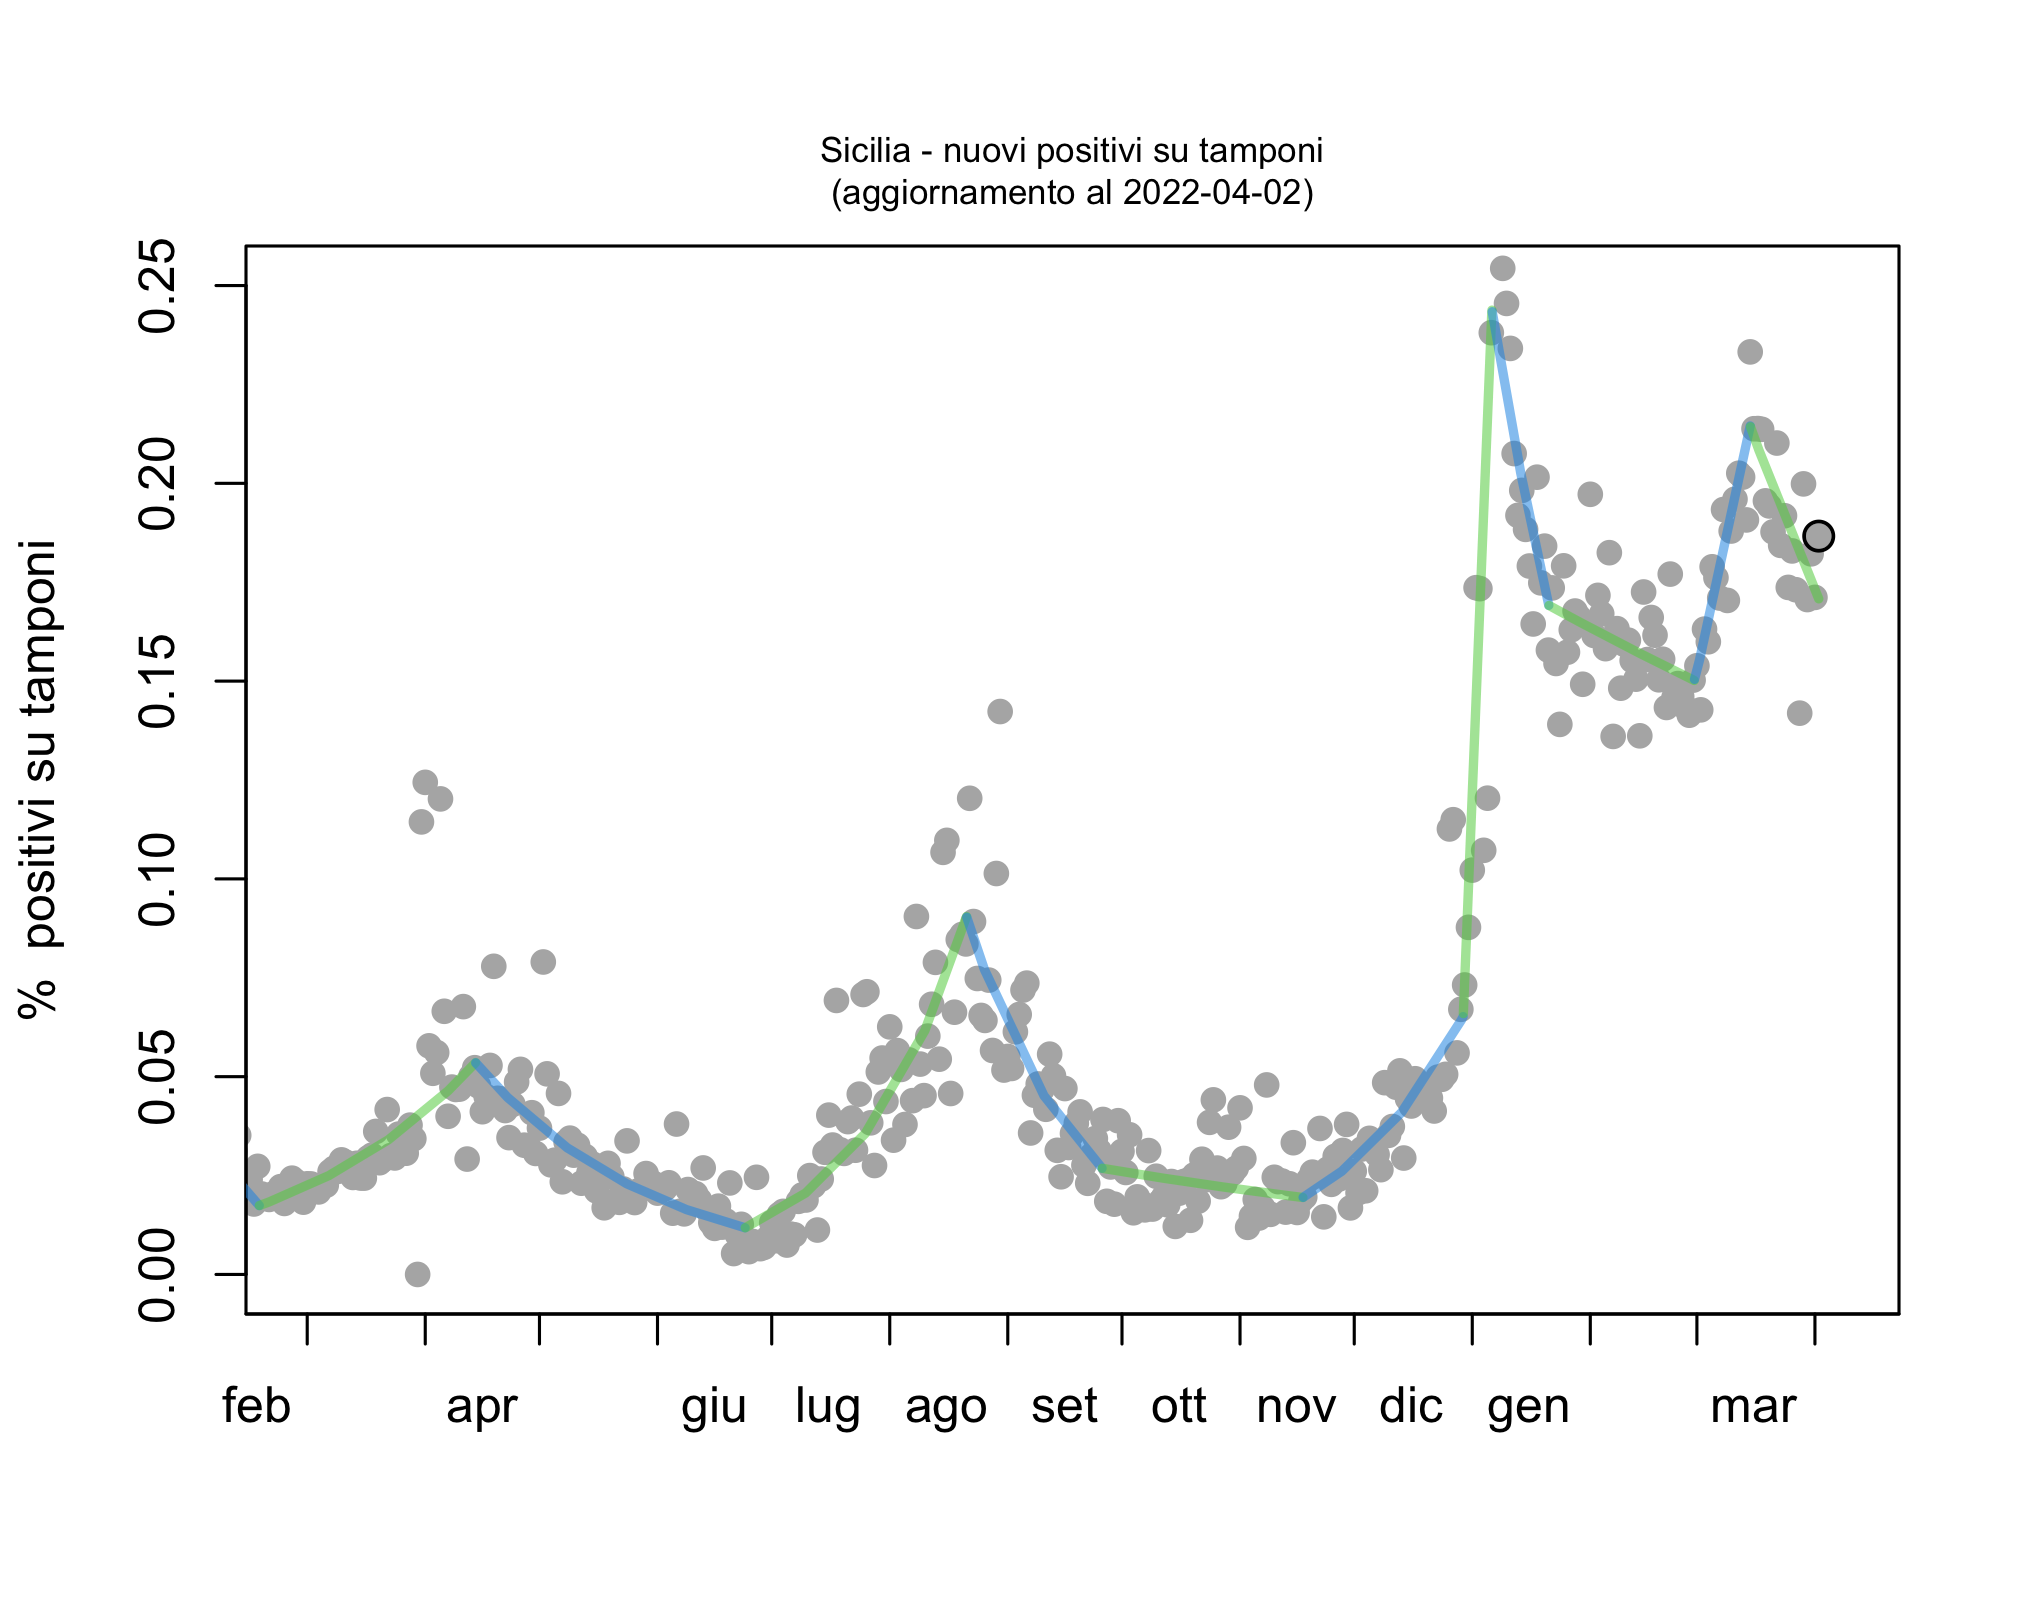 Sicilia - nuovi positivi su tamponi
(aggiornamento al 2022-04-02)
% positivi su tamponi
0.25
0.20
0.15
0.10
0.05
0.00
feb apr giu lug ago set ott nov dic gen mar